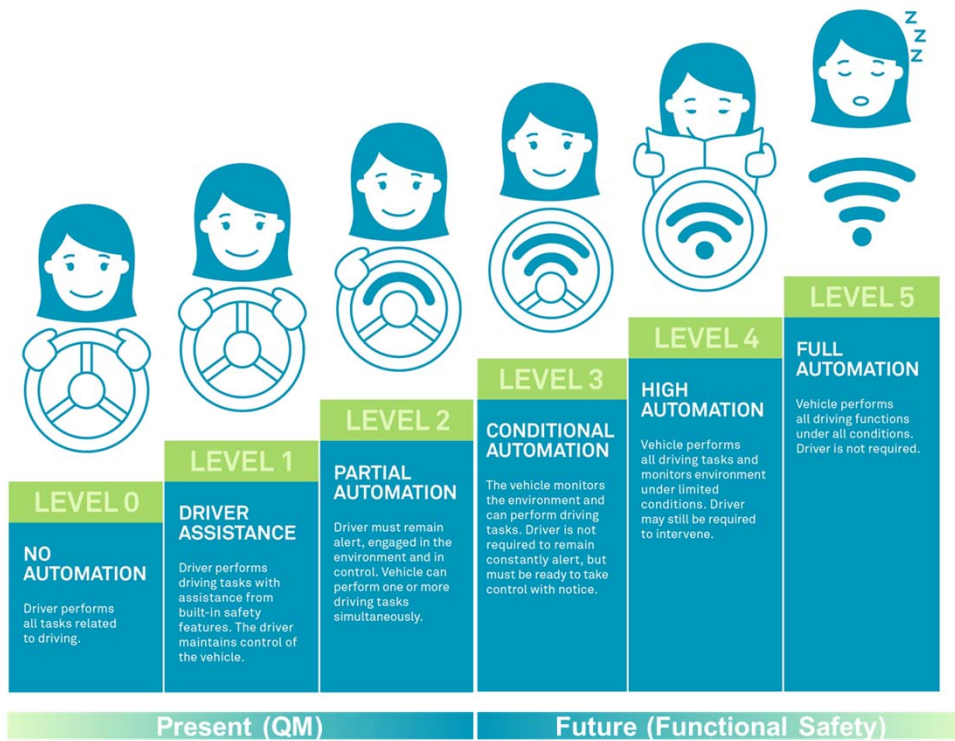 Z
Z
Z
LEVEL 0
NO
AUTOMATION
Driver performs
all tasks related
to driving.
LEVEL 1
DRIVER
ASSISTANCE
Driver performs
driving tasks with
assistance from
built-in safety
features. The driver
maintains control of
the vehicle.
LEVEL 2
PARTIAL
AUTOMATION
Driver must remain
alert, engaged in the
environment and in
control. Vehicle can
perform one or more
driving tasks
simultaneously.
LEVEL 3
CONDITIONAL
AUTOMATION
The vehicle monitors
the environment and
can perform driving
tasks. Driver is not
required to remain
constantly alert, but
must be ready to take
control with notice.
LEVEL 4
HIGH
AUTOMATION
Vehicle performs
all driving tasks and
monitors environment
under limited
conditions. Driver
may still be required
to intervene.
LEVEL 5
FULL
AUTOMATION
Vehicle performs
all driving functions
under all conditions.
Driver is not required.
Present (QM)
Future (Functional Safety)